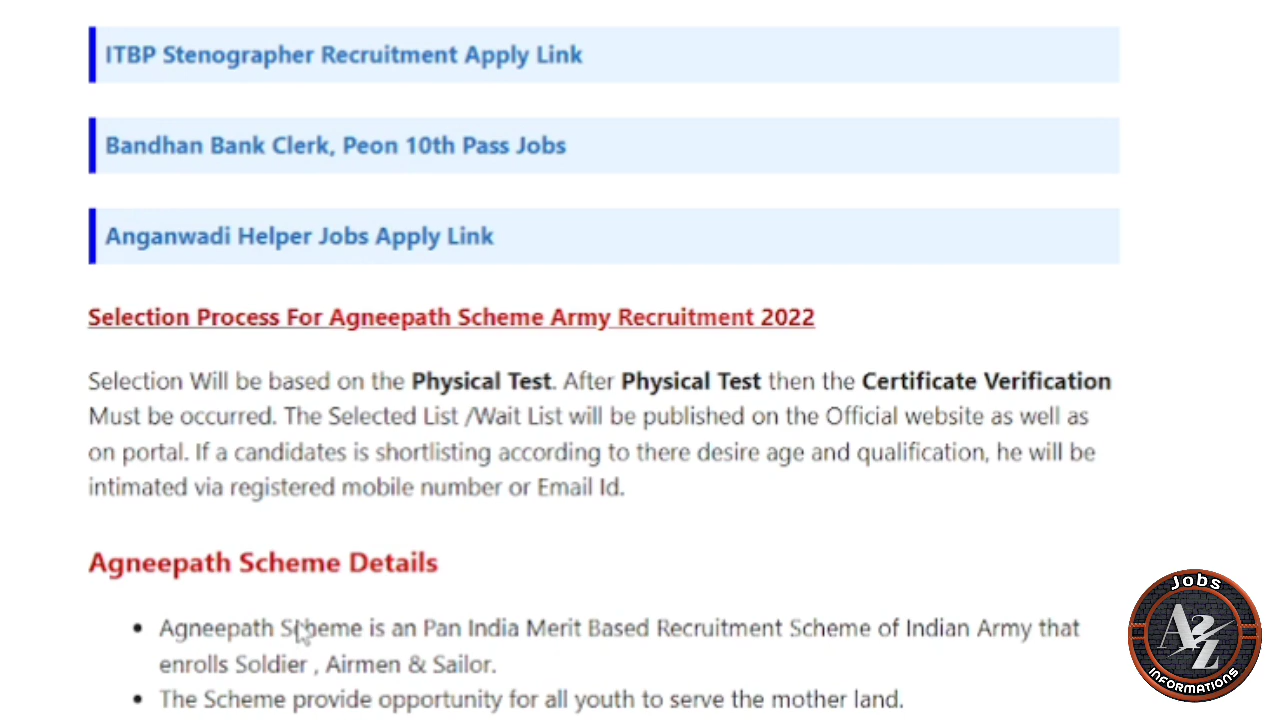 ITBP Stenographer Recruitment Apply Link
Bandhan Bank Clerk, Peon 10th Pass Jobs
Anganwadi Helper Jobs Apply Link
Selection Process For Agneepath Scheme Army Recruitment 2022
Selection Will be based on the Physical Test. After Physical Test then the Certificate Verification
Must be occurred. The Selected List /Wait List will be published on the Official website as well as
on portal. If a candidates is shortlisting according to there desire age and qualification, he will be
intimated via registered mobile number or Email Id.
Agneepath Scheme Details
• Agneepath Scheme is an Pan India Merit Based Recruitment Scheme of Indian Army that
enrolls Soldier , Airmen & Sailor.
• The Scheme provide opportunity for all youth to serve the mother land.
Jobs
A2Z
INFORMATIONS